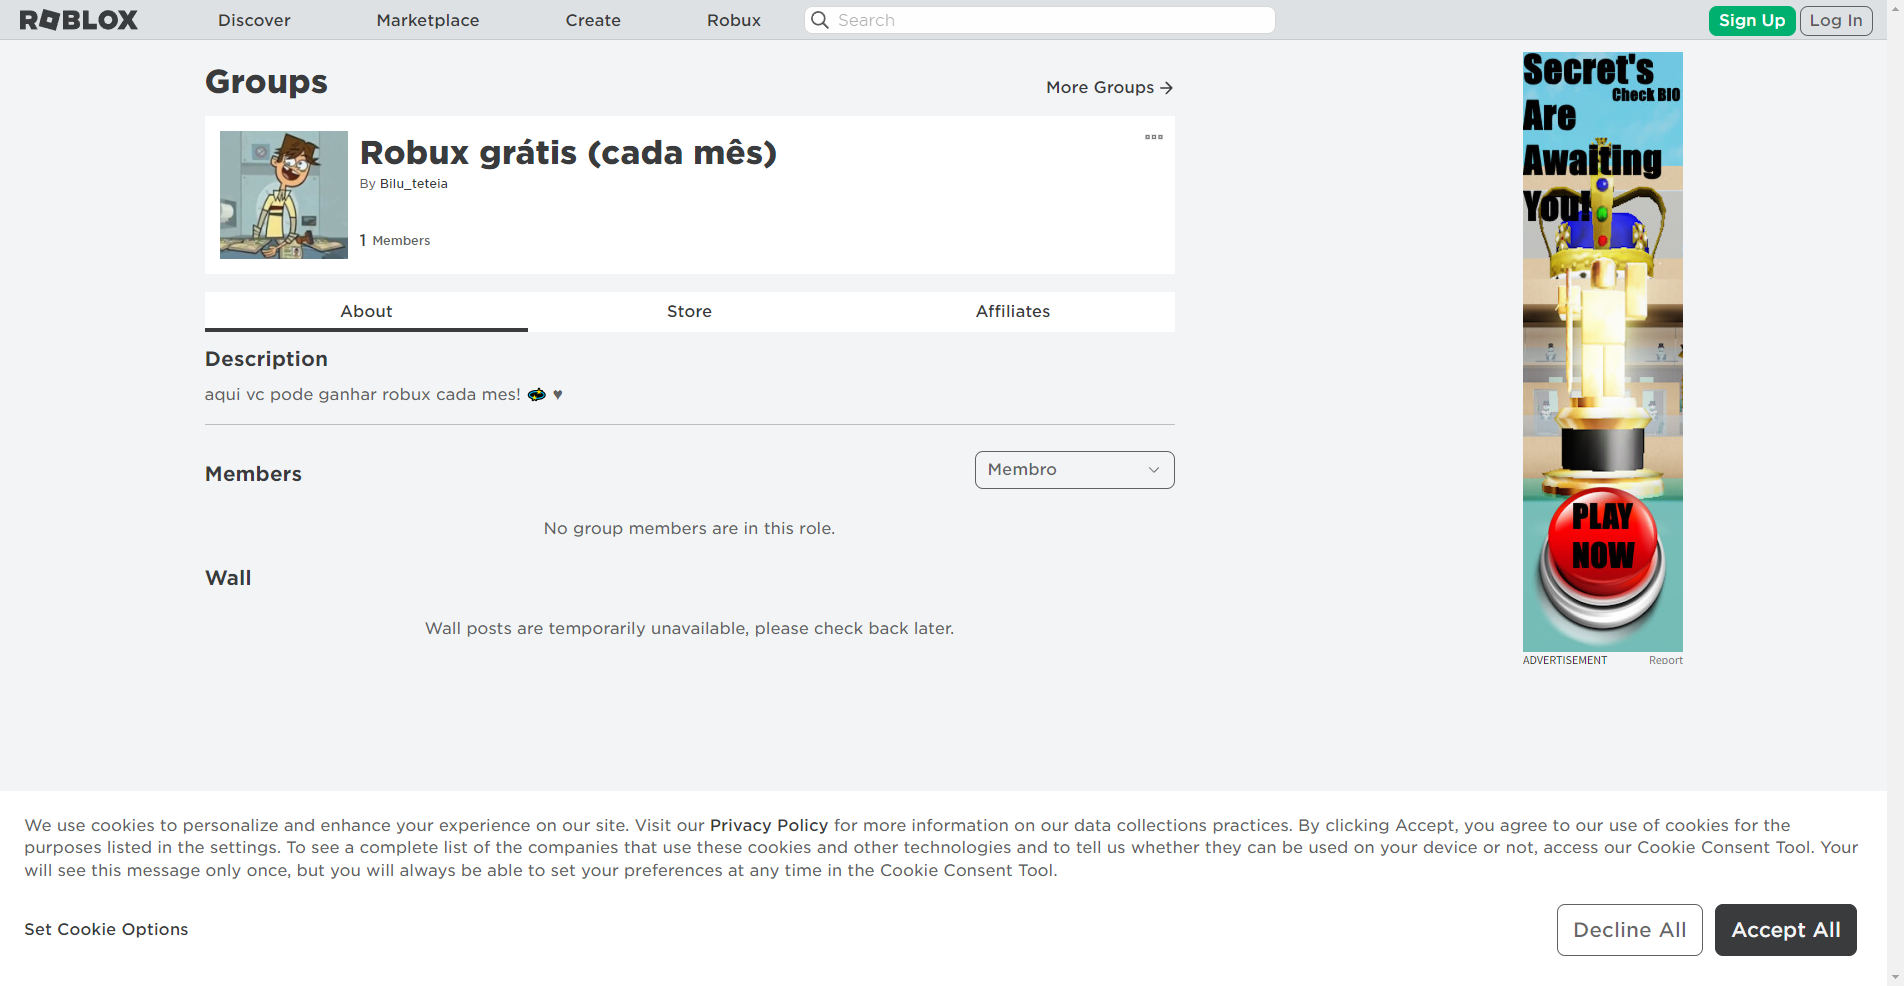 ROBLOX
Discover
Marketplace
Create
Robux
Search
Sign Up
Log In
Groups
More Groups
Robux grátis (cada mês)
By Bilu_teteia
1 Members
About
Store
Affiliates
Description
aqui vc pode ganhar robux cada mes! ♥
Members
Membro
No group members are in this role.
Wall
Wall posts are temporarily unavailable, please check back later.
Secret's
Check BIO
Are
Awaiting
You!
PLAY
NOW
ADVERTISEMENT
Report
We use cookies to personalize and enhance your experience on our site. Visit our Privacy Policy for more information on our data collections practices. By clicking Accept, you agree to our use of cookies for the
purposes listed in the settings. To see a complete list of the companies that use these cookies and other technologies and to tell us whether they can be used on your device or not, access our Cookie Consent Tool. Your
will see this message only once, but you will always be able to set your preferences at any time in the Cookie Consent Tool.
Set Cookie Options
Decline All
Accept All